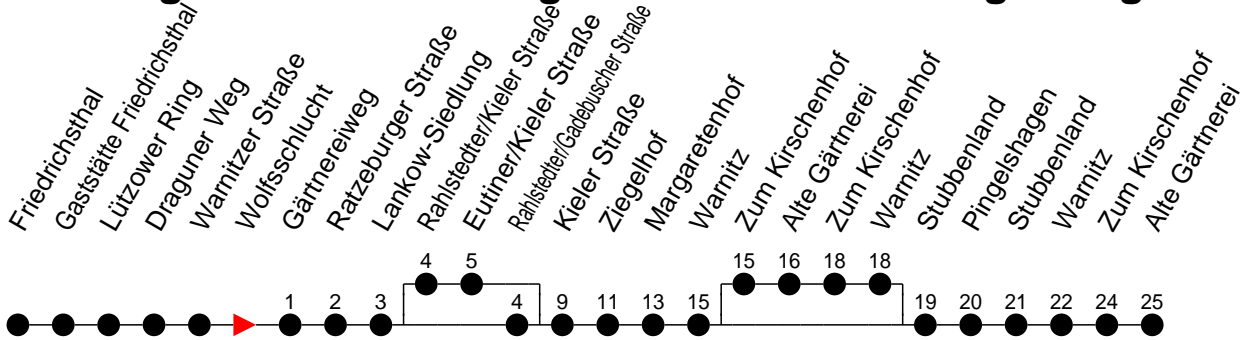 Friedrichsthal
Gaststätte Friedrichsthal
Lützower Ring
Draguner Weg
Warnitzer Straße
Wolfsschlucht
Gärtnereiweg
Ratzeburger Straße
Lankow-Siedlung
Rahlstedter/Kieler Straße
Eutiner/Kieler Straße
Rahlstedter/Gadebuscher Straße
Kieler Straße
Ziegelhof
Margaretenhof
Warnitz
Zum Kirschenhof
Alte Gärtnerei
Zum Kirschenhof
Warnitz
Stubbenland
Pingelshagen
Stubbenland
Warnitz
Zum Kirschenhof
Alte Gärtnerei
4 5 15 16 18 18
1 2 3 4 9 11 13 15 19 20 21 22 24 25